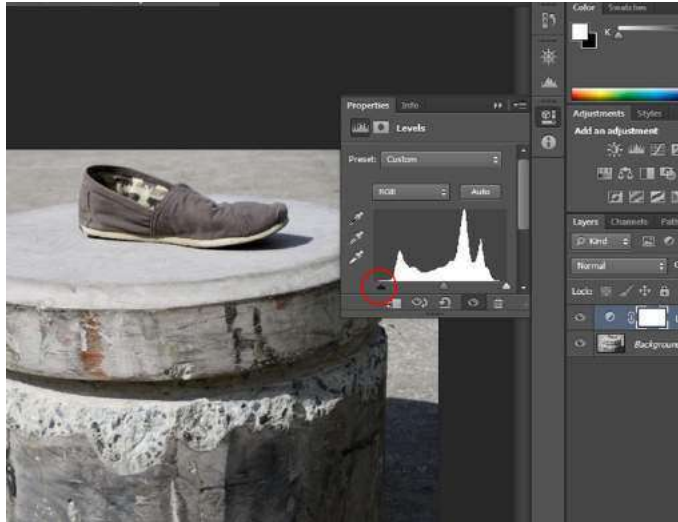 Color Swatches
K
Properties Info
Levels
Preset: Custom
RGB Auto
Adjustments Styles
Add an adjustment
Layers Channels Path
Kind
Normal
Lock:
Background